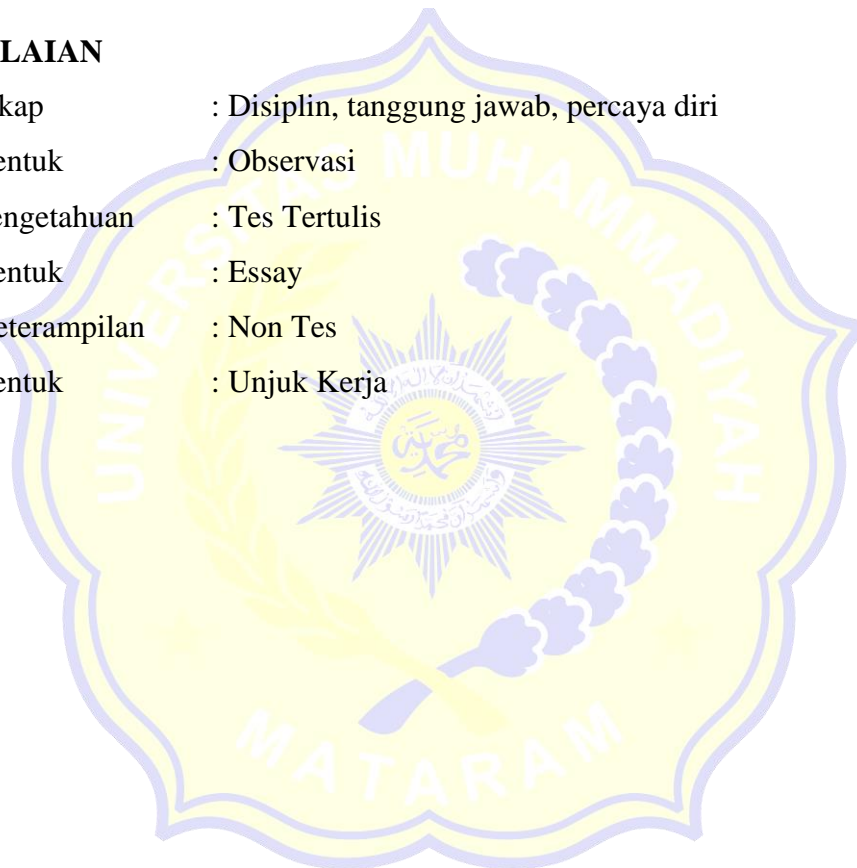 LAIAN
kap : Disiplin, tanggung jawab, percaya diri
entuk : Observasi
engetahuan : Tes Tertulis
entuk : Essay
eterampilan : Non Tes
entuk : Unjuk Kerja
UNIVERSITAS MUHAMMADIYAH
MATARAM